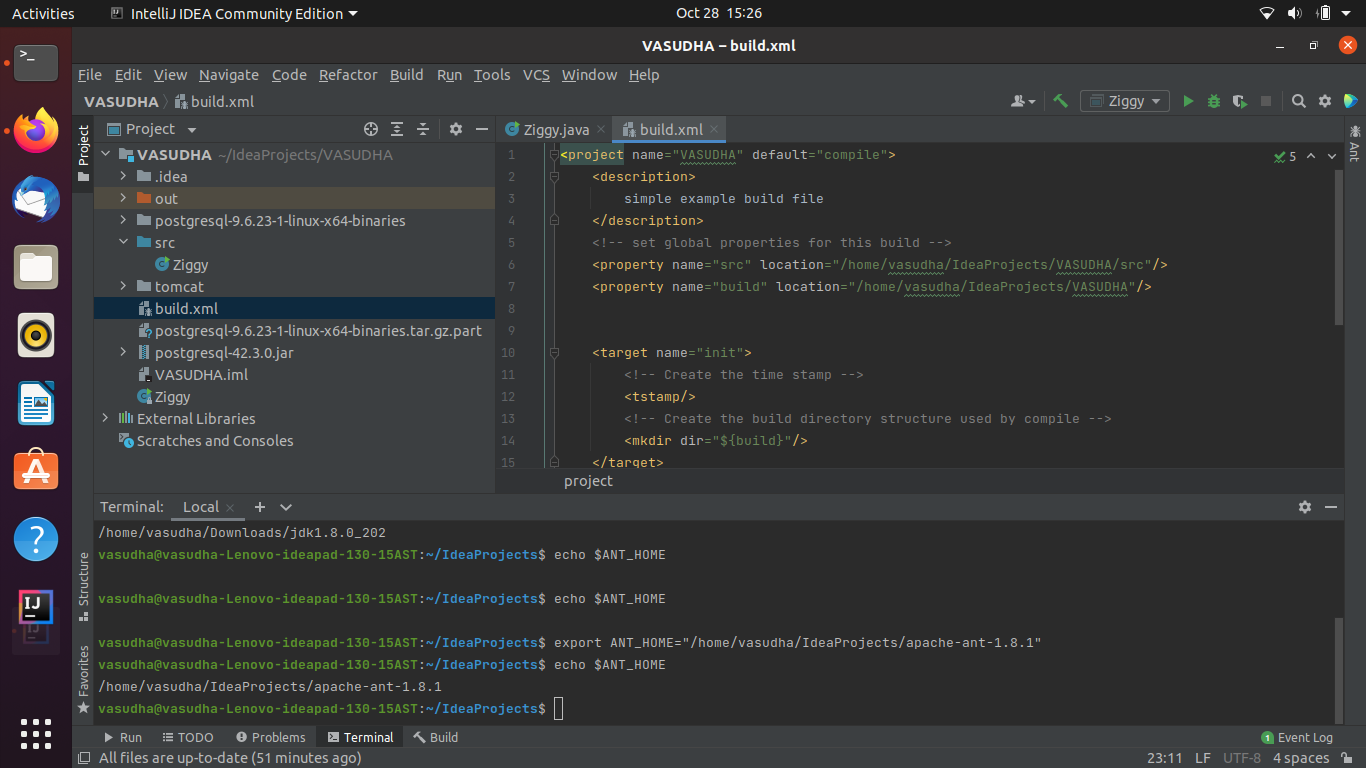 Activities
IntelliJ IDEA Community Edition
Oct 28 15:26
VASUDHA – build.xml
File Edit View Navigate Code Refactor Build Run Tools VCS Window Help
VASUDHA build.xml
Ziggy
Project
Project
VASUDHA ~/IdeaProjects/VASUDHA
.idea
out
postgresql-9.6.23-1-linux-x64-binaries
src
Ziggy
tomcat
build.xml
postgresql-9.6.23-1-linux-x64-binaries.tar.gz.part
postgresql-42.3.0.jar
VASUDHA.iml
Ziggy
External Libraries
Scratches and Consoles
Ziggy.java build.xml
5
Ant
1 <project name="VASUDHA" default="compile">
2 <description>
3 simple example build file
4 </description>
5 <!-- set global properties for this build -->
6 <property name="src" location="/home/vasudha/IdeaProjects/VASUDHA/src"/>
7 <property name="build" location="/home/vasudha/IdeaProjects/VASUDHA"/>
8
9
10 <target name="init">
11 <!-- Create the time stamp -->
12 <tstamp/>
13 <!-- Create the build directory structure used by compile -->
14 <mkdir dir="${build}"/>
15 </target>
project
Structure
Favorites
Terminal: Local
/home/vasudha/Downloads/jdk1.8.0_202
vasudha@vasudha-Lenovo-ideapad-130-15AST:~/IdeaProjects$ echo $ANT_HOME
vasudha@vasudha-Lenovo-ideapad-130-15AST:~/IdeaProjects$ echo $ANT_HOME
vasudha@vasudha-Lenovo-ideapad-130-15AST:~/IdeaProjects$ export ANT_HOME="/home/vasudha/IdeaProjects/apache-ant-1.8.1"
vasudha@vasudha-Lenovo-ideapad-130-15AST:~/IdeaProjects$ echo $ANT_HOME
/home/vasudha/IdeaProjects/apache-ant-1.8.1
vasudha@vasudha-Lenovo-ideapad-130-15AST:~/IdeaProjects$
Run TODO Problems Terminal Build
1 Event Log
All files are up-to-date (51 minutes ago)
23:11 LF UTF-8 4 spaces